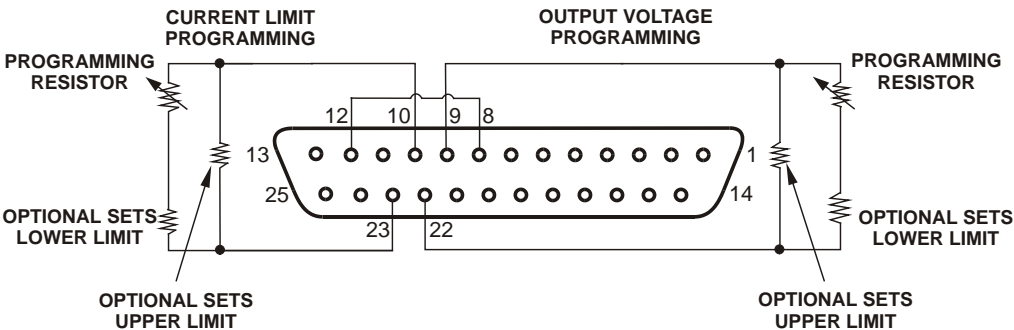 CURRENT LIMIT
PROGRAMMING
OUTPUT VOLTAGE
PROGRAMMING
PROGRAMMING
RESISTOR
PROGRAMMING
RESISTOR
12 10 9 8
13 1
25 14
23 22
OPTIONAL SETS
LOWER LIMIT
OPTIONAL SETS
LOWER LIMIT
OPTIONAL SETS
UPPER LIMIT
OPTIONAL SETS
UPPER LIMIT